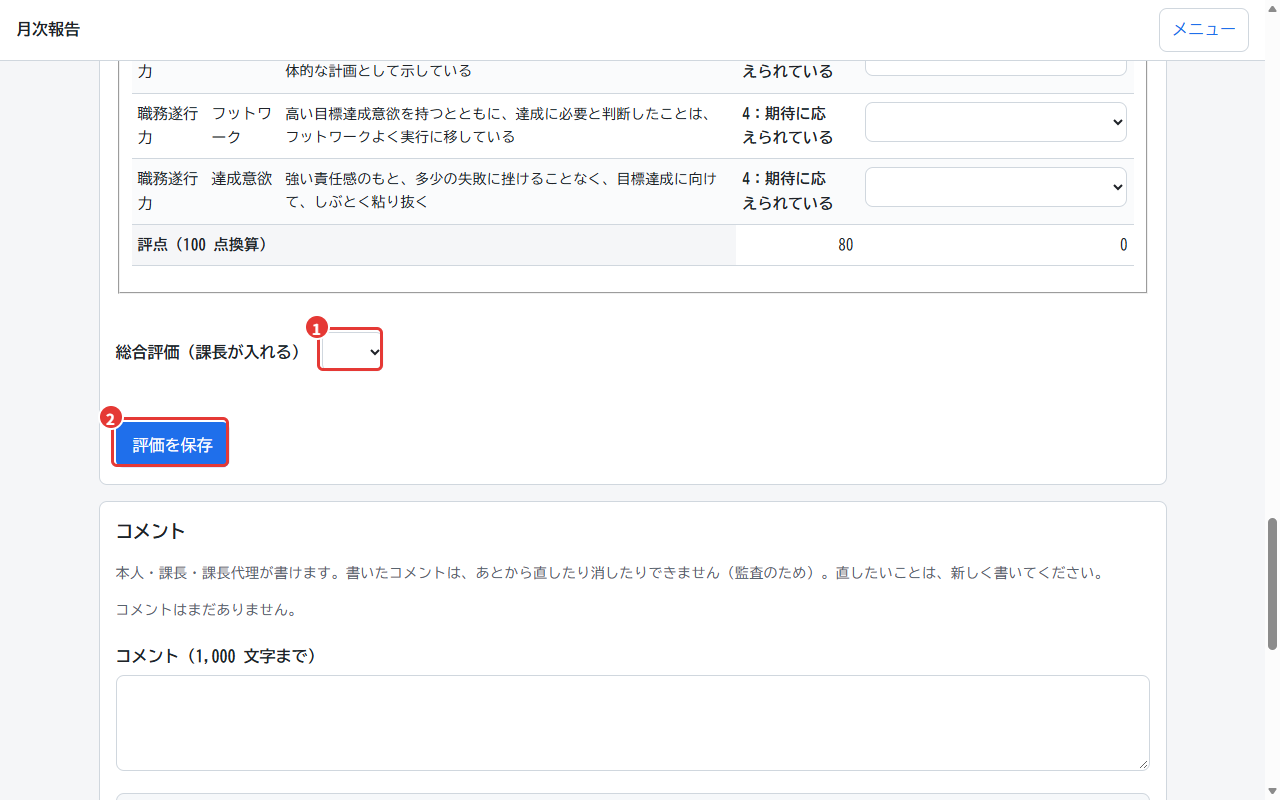 月次報告
メニュー
力 体的な計画として示している えられている
職務遂行 フットワ 高い目標達成意欲を持つとともに、達成に必要と判断したことは、 4：期待に応
力 ーク フットワークよく実行に移している えられている
職務遂行 達成意欲 強い責任感のもと、多少の失敗に挫けることなく、目標達成に向け 4：期待に応
力 て、しぶとく粘り抜く えられている
評点（100 点換算） 80 0
1
総合評価（課長が入れる）
2
評価を保存
コメント
本人・課長・課長代理が書けます。書いたコメントは、あとから直したり消したりできません（監査のため）。直したいことは、新しく書いてください。
コメントはまだありません。
コメント（1,000 文字まで）